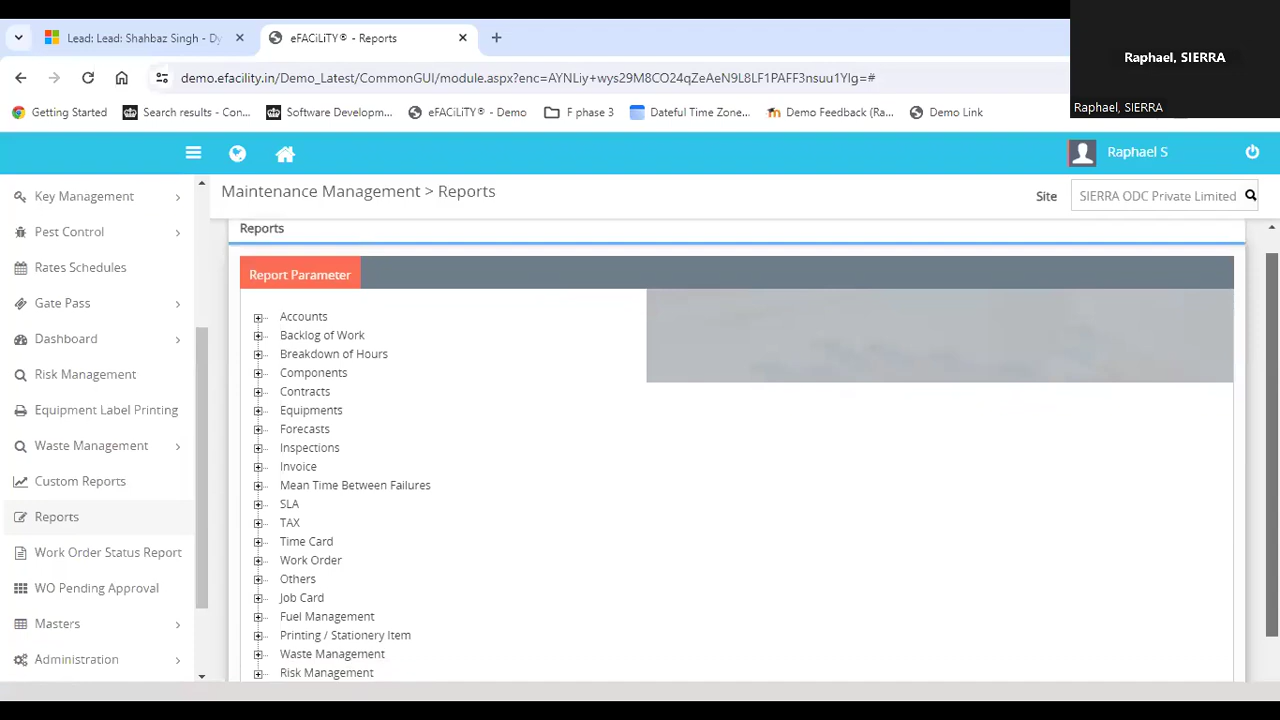 Lead: Lead: Shahbaz Singh - Dy
eFACiLiTY® - Reports
Raphael, SIERRA
Raphael, SIERRA
demo.efacility.in/Demo_Latest/CommonGUI/module.aspx?enc=AYNLiy+wys29M8CO24qZeAeN9L8LF1PAFF3nsuu1YIg=#
Getting Started
Search results - Con...
Software Developm...
eFACiLiTY® - Demo
F phase 3
Dateful Time Zone...
Demo Feedback (Ra...
Demo Link
Raphael S
Maintenance Management > Reports
Site
SIERRA ODC Private Limited
Key Management
Pest Control
Rates Schedules
Gate Pass
Dashboard
Risk Management
Equipment Label Printing
Waste Management
Custom Reports
Reports
Work Order Status Report
WO Pending Approval
Masters
Administration
Reports
Report Parameter
Accounts
Backlog of Work
Breakdown of Hours
Components
Contracts
Equipments
Forecasts
Inspections
Invoice
Mean Time Between Failures
SLA
TAX
Time Card
Work Order
Others
Job Card
Fuel Management
Printing / Stationery Item
Waste Management
Risk Management